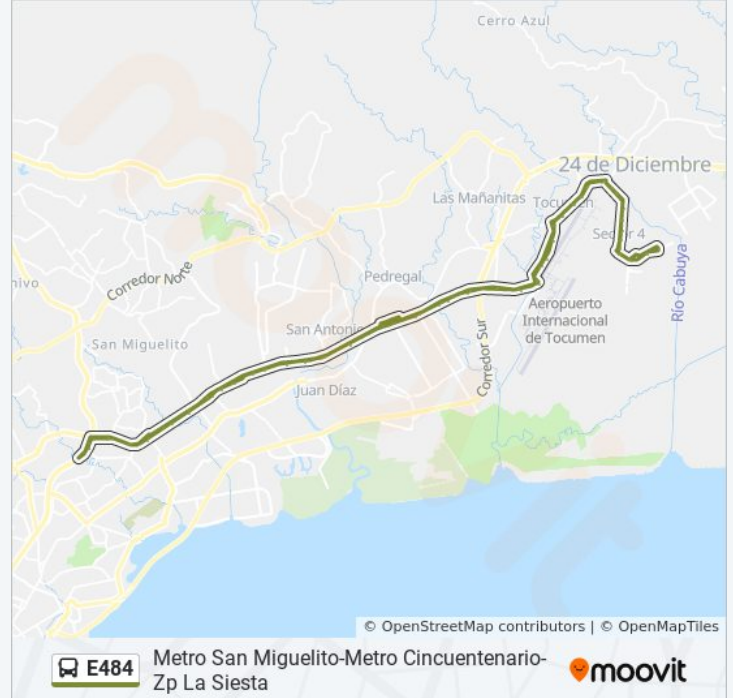 Cerro Azul
24 de Diciembre
Las Mañanitas
Tocumen
Corredor Norte
Pedregal
Río Cabuya
Aeropuerto
Internacional
de Tocumen
San Antonio
San Miguelito
Corredor Sur
Juan Díaz
© OpenStreetMap contributors | © OpenMapTiles
E484
Metro San Miguelito-Metro Cincuentenario-
Zp La Siesta
moovit